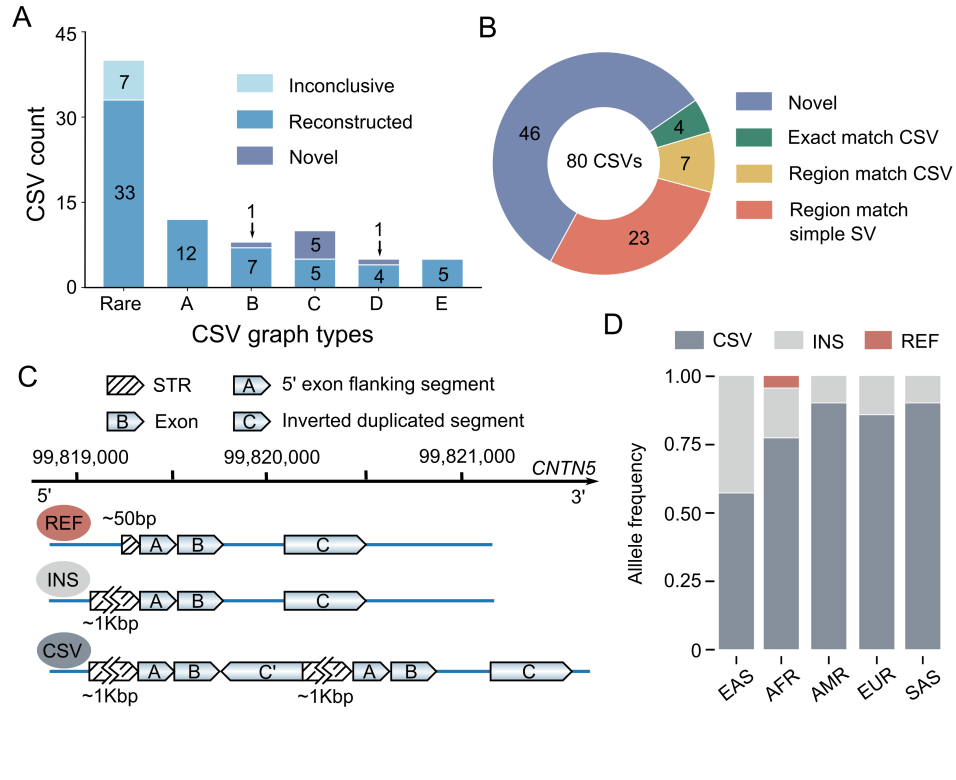 A
CSV count
45
30
15
0
7
33
12
1
7
5
5
1
4
5
Inconclusive
Reconstructed
Novel
Rare A B C D E
CSV graph types
B
46
4
7
23
80 CSVs
Novel
Exact match CSV
Region match CSV
Region match
simple SV
C
STR
A 5' exon flanking segment
B Exon
C Inverted duplicated segment
99,819,000 99,820,000 99,821,000 CNTN5
5' 3'
REF ~50bp
A B C
INS
A B C
~1Kbp
CSV
A B C' A B C
~1Kbp ~1Kbp
D
CSV INS REF
Alllele frequency
1.00
0.75
0.50
0.25
0
EAS AFR AMR EUR SAS